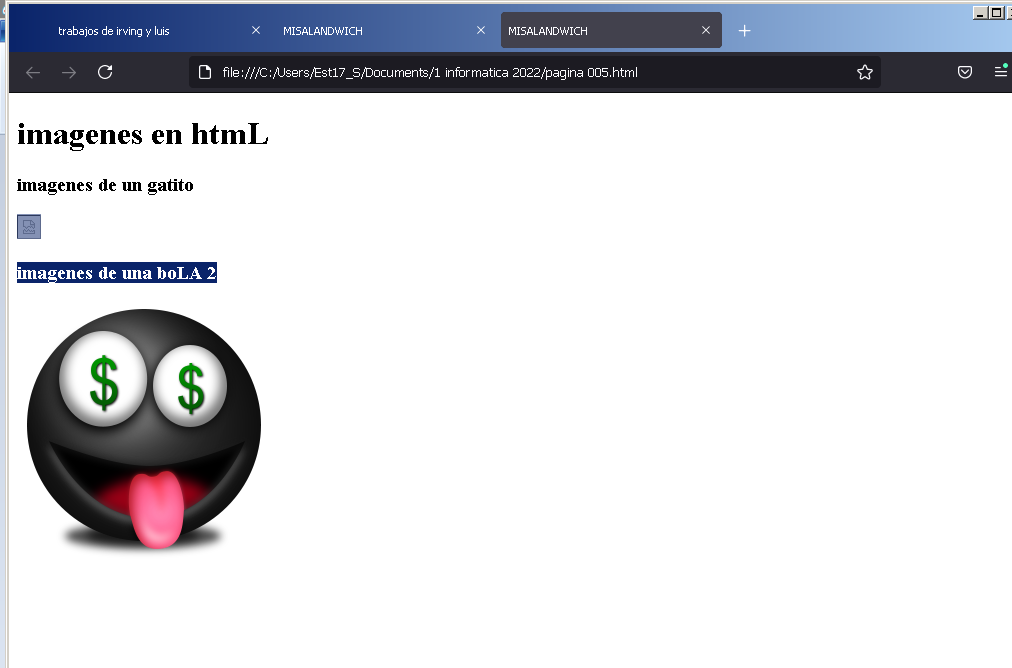 trabajos de irving y luis
MISALANDWICH
MISALANDWICH
file:///C:/Users/Est17_S/Documents/1 informatica 2022/pagina 005.html
imagenes en htmL
imagenes de un gatito
imagenes de una boLA 2
$ $